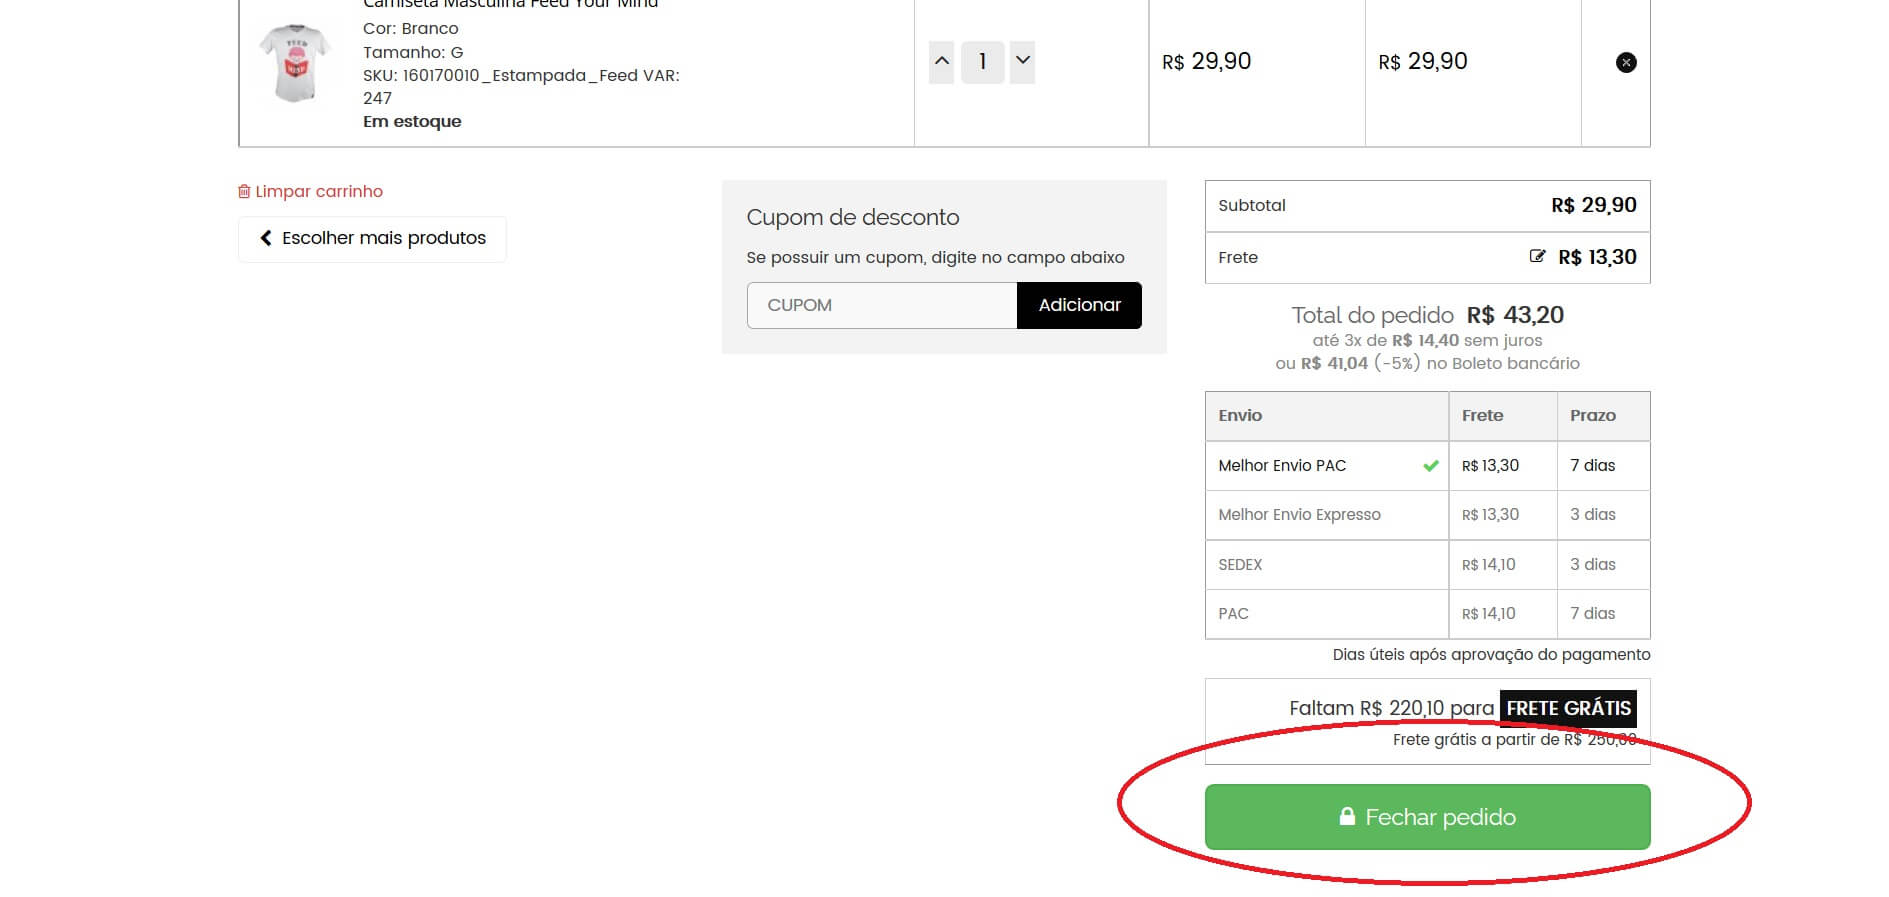 Camiseta Masculina Feed Your Mind
Cor: Branco
Tamanho: G
SKU: 160170010_Estampada_Feed VAR:
247
Em estoque
1
R$ 29,90
R$ 29,90
FEED
Limpar carrinho
Escolher mais produtos
Cupom de desconto
Se possuir um cupom, digite no campo abaixo
CUPOM
Adicionar
Subtotal R$ 29,90
Frete R$ 13,30
Total do pedido R$ 43,20
até 3x de R$ 14,40 sem juros
ou R$ 41,04 (-5%) no Boleto bancário
Envio Frete Prazo
Melhor Envio PAC R$ 13,30 7 dias
Melhor Envio Expresso R$ 13,30 3 dias
SEDEX R$ 14,10 3 dias
PAC R$ 14,10 7 dias
Dias úteis após aprovação do pagamento
Faltam R$ 220,10 para FRETE GRÁTIS
Frete grátis a partir de R$ 250,00
Fechar pedido